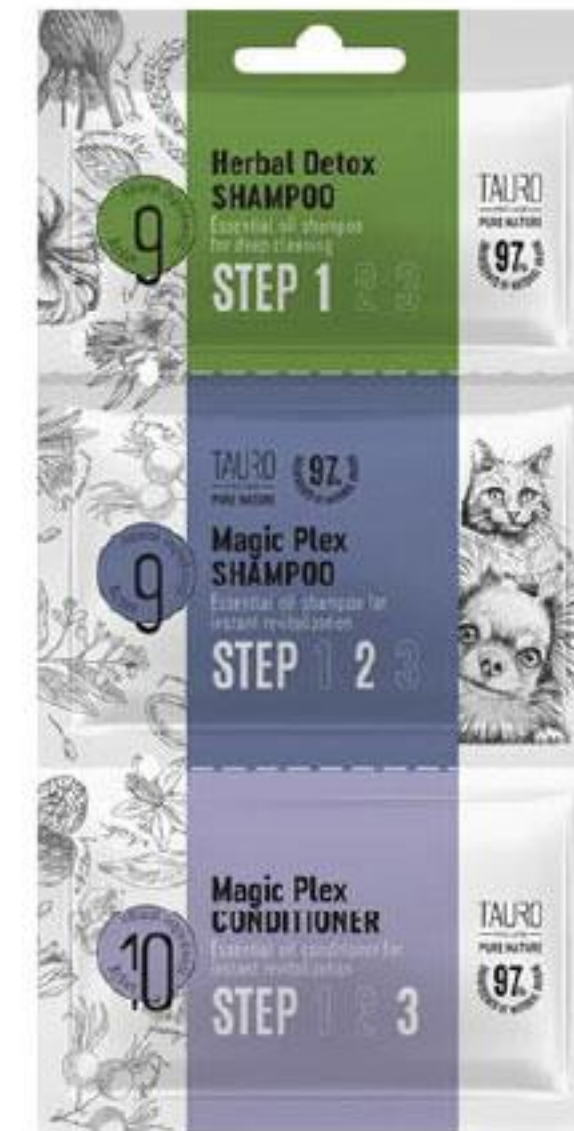 Herbal Detox
SHAMPOO
Essential oil shampoo
for deep cleaning
STEP 1 2 3
9
TAURO
PURE NATURE
97%
TAURO
PURE NATURE
97%
Magic Plex
SHAMPOO
Essential oil shampoo for
instant revitalization
STEP 1 2 3
9
Magic Plex
CONDITIONER
Essential oil conditioner for
instant revitalization
STEP 1 2 3
10
TAURO
PURE NATURE
97%